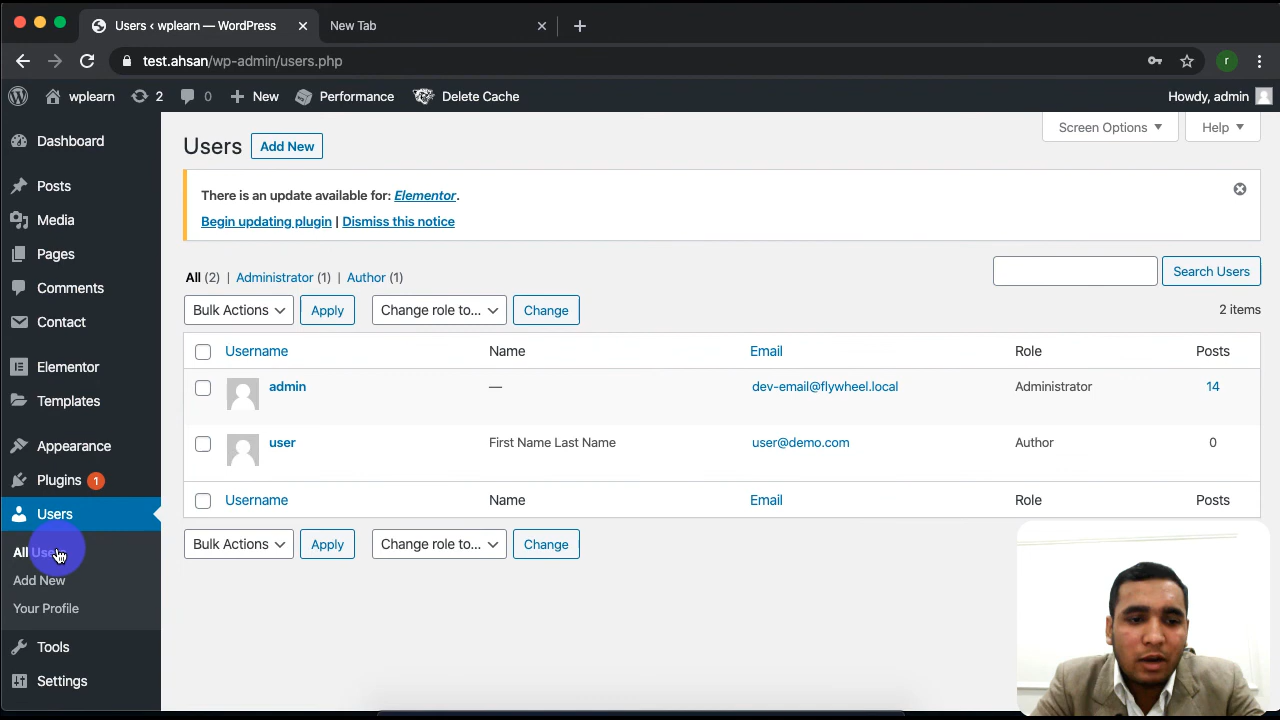 Users ‹ wplearn — WordPress
New Tab
test.ahsan/wp-admin/users.php
r
wplearn 2 0 New Performance Delete Cache Howdy, admin
Dashboard
Posts
Media
Pages
Comments
Contact
Elementor
Templates
Appearance
Plugins 1
Users
All Users
Add New
Your Profile
Tools
Settings
Screen Options Help
Users Add New
There is an update available for: Elementor.
Begin updating plugin | Dismiss this notice
All (2) | Administrator (1) | Author (1)
Search Users
Bulk Actions Apply Change role to... Change 2 items
Username Name Email Role Posts
admin — dev-email@flywheel.local Administrator 14
user First Name Last Name user@demo.com Author 0
Username Name Email Role Posts
Bulk Actions Apply Change role to... Change